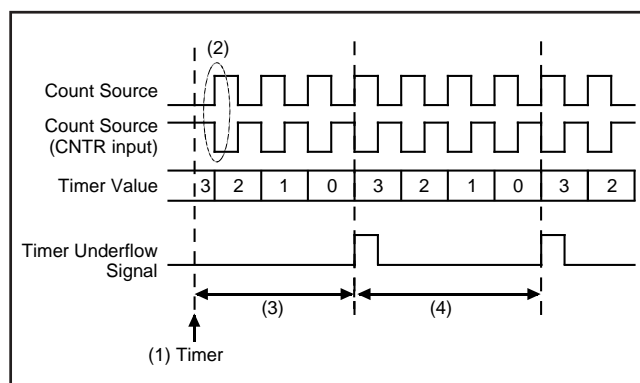 (2)
Count Source
Count Source
(CNTR input)
Timer Value 3 2 1 0 3 2 1 0 3 2
Timer Underflow
Signal
(3) (4)
(1) Timer